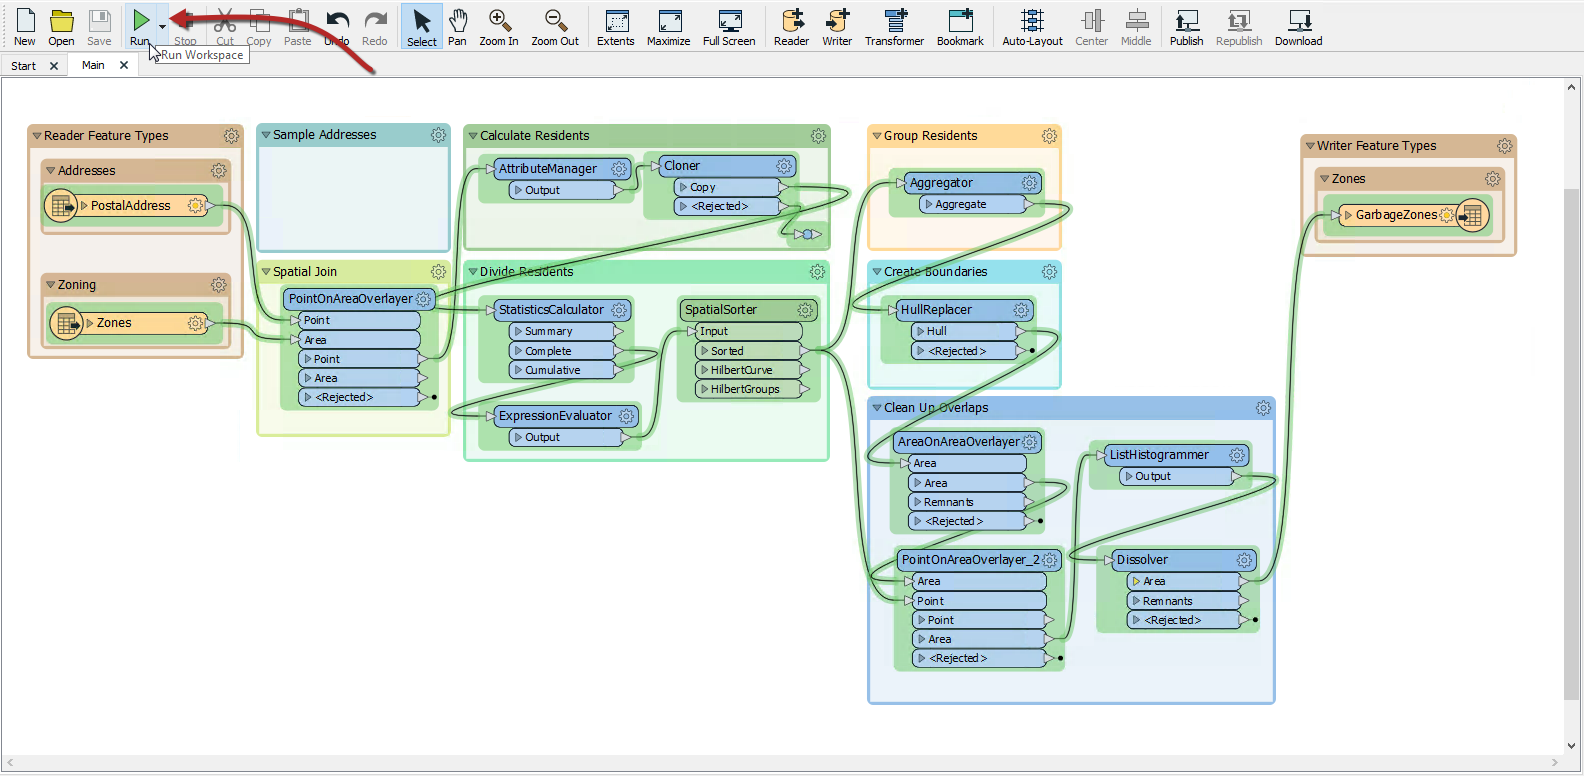 New Open Save Run Stop Cut Copy Paste Undo Redo Select Pan Zoom In Zoom Out Extents Maximize Full Screen Reader Writer Transformer Bookmark Auto-Layout Center Middle Publish Republish Download
Run Workspace
Start Main
Reader Feature Types
Addresses
PostalAddress
Zoning
Zones
Sample Addresses
Spatial Join
PointOnAreaOverlayer
Point
Area
Point
Area
<Rejected>
Calculate Residents
AttributeManager
Output
Cloner
Copy
<Rejected>
Divide Residents
StatisticsCalculator
Summary
Complete
Cumulative
ExpressionEvaluator
Output
SpatialSorter
Input
Sorted
HilbertCurve
HilbertGroups
Group Residents
Aggregator
Aggregate
Create Boundaries
HullReplacer
Hull
<Rejected>
Clean Up Overlaps
AreaOnAreaOverlayer
Area
Area
Remnants
<Rejected>
PointOnAreaOverlayer_2
Area
Point
Point
Area
<Rejected>
ListHistogrammer
Output
Dissolver
Area
Remnants
<Rejected>
Writer Feature Types
Zones
GarbageZones